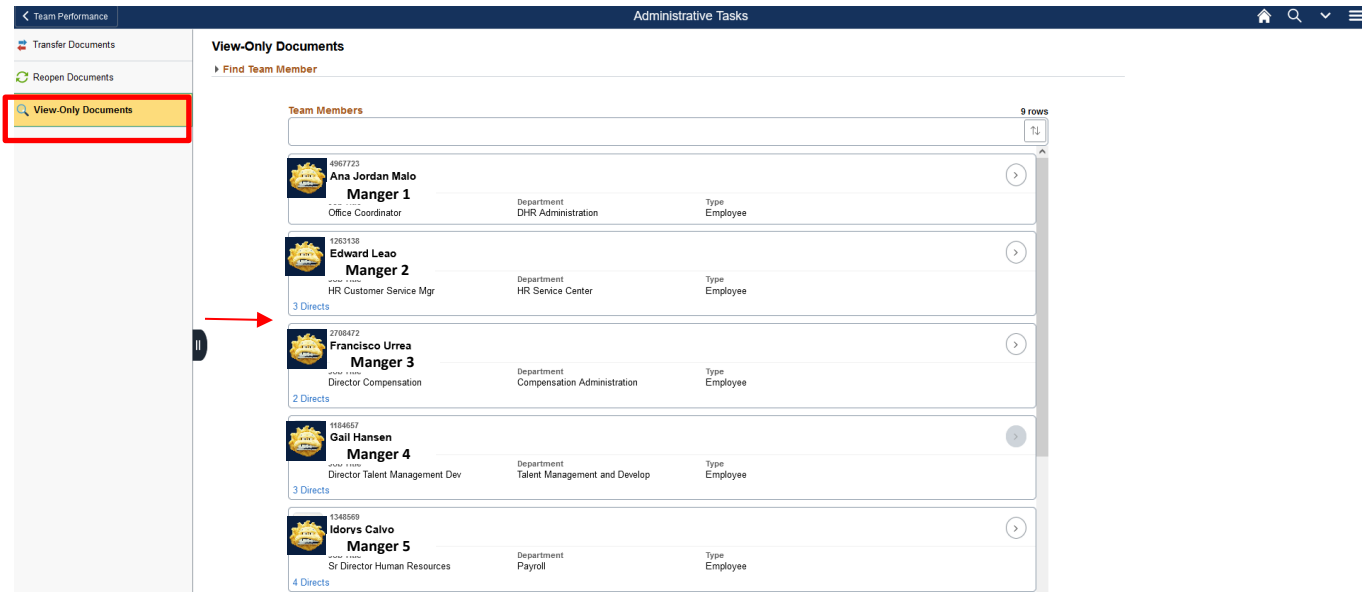 Team Performance
Administrative Tasks
Transfer Documents
Reopen Documents
View-Only Documents
View-Only Documents
Find Team Member
Team Members
9 rows
4967723
Ana Jordan Malo
Manger 1
Department Type
Office Coordinator DHR Administration Employee
1263138
Edward Leao
Manger 2
Department Type
HR Customer Service Mgr HR Service Center Employee
3 Directs
2708472
Francisco Urrea
Manger 3
Department Type
Director Compensation Compensation Administration Employee
2 Directs
1184657
Gail Hansen
Manger 4
Department Type
Director Talent Management Dev Talent Management and Develop Employee
3 Directs
1348569
Idorys Calvo
Manger 5
Department Type
Sr Director Human Resources Payroll Employee
4 Directs